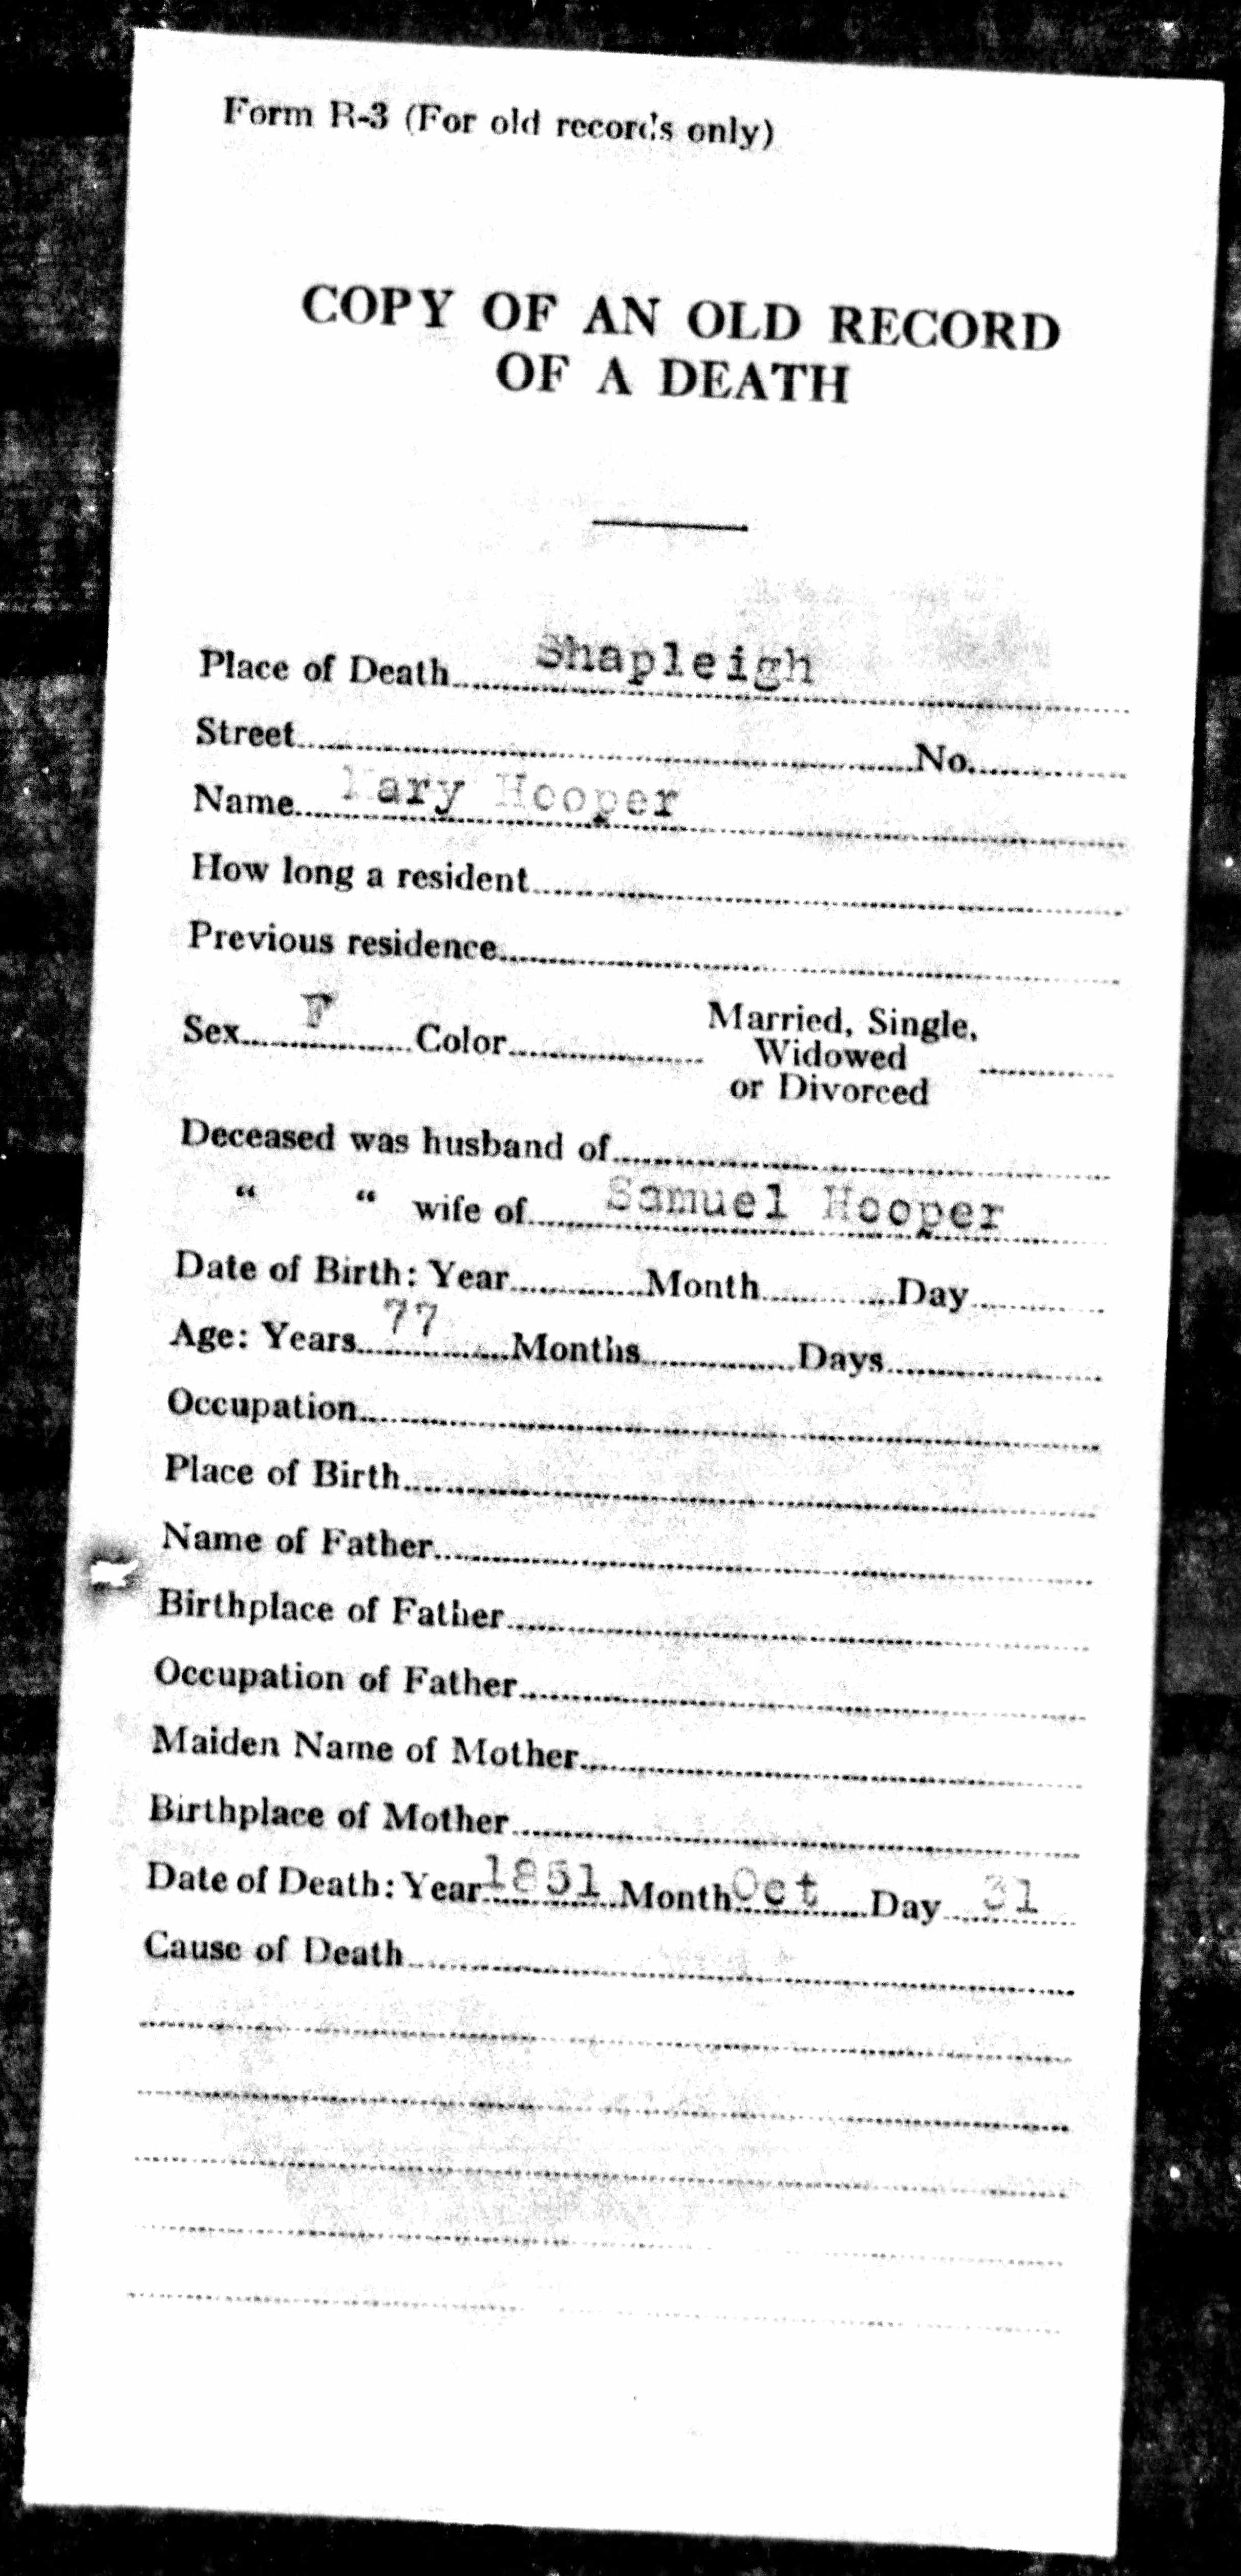 Form R-3 (For old records only)
COPY OF AN OLD RECORD
OF A DEATH
Place of Death Shapleigh
Street No.
Name Mary Hooper
How long a resident
Previous residence
Sex F Color Married, Single, Widowed or Divorced
Deceased was husband of
" " wife of Samuel Hooper
Date of Birth: Year Month Day
Age: Years 77 Months Days
Occupation
Place of Birth
Name of Father
Birthplace of Father
Occupation of Father
Maiden Name of Mother
Birthplace of Mother
Date of Death: Year 1851 Month Oct Day 31
Cause of Death